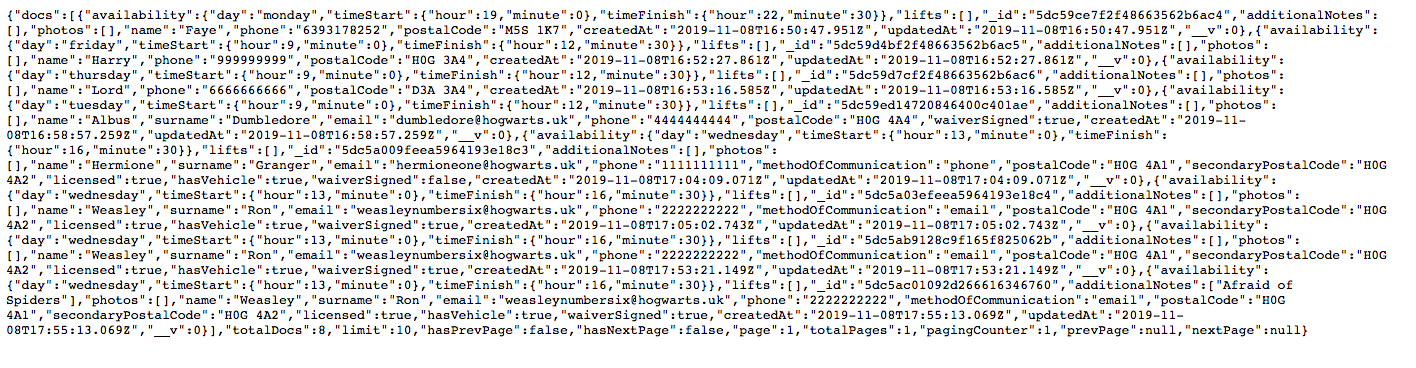 {"docs":[{"availability":{"day":"monday","timeStart":{"hour":19,"minute":0},"timeFinish":{"hour":22,"minute":30}},"lifts":[],"_id":"5dc59ce7f2f48663562b6ac4","additionalNotes":
[],"photos":[],"name":"Faye","phone":"6393178252","postalCode":"M5S 1K7","createdAt":"2019-11-08T16:50:47.951Z","updatedAt":"2019-11-08T16:50:47.951Z","__v":0},{"availability":
{"day":"friday","timeStart":{"hour":9,"minute":0},"timeFinish":{"hour":12,"minute":30}},"lifts":[],"_id":"5dc59d4bf2f48663562b6ac5","additionalNotes":[],"photos":
[],"name":"Harry","phone":"999999999","postalCode":"H0G 3A4","createdAt":"2019-11-08T16:52:27.861Z","updatedAt":"2019-11-08T16:52:27.861Z","__v":0},{"availability":
{"day":"thursday","timeStart":{"hour":9,"minute":0},"timeFinish":{"hour":12,"minute":30}},"lifts":[],"_id":"5dc59d7cf2f48663562b6ac6","additionalNotes":[],"photos":
[],"name":"Lord","phone":"6666666666","postalCode":"D3A 3A4","createdAt":"2019-11-08T16:53:16.585Z","updatedAt":"2019-11-08T16:53:16.585Z","__v":0},{"availability":
{"day":"tuesday","timeStart":{"hour":9,"minute":0},"timeFinish":{"hour":12,"minute":30}},"lifts":[],"_id":"5dc59ed14720846400c401ae","additionalNotes":[],"photos":
[],"name":"Albus","surname":"Dumbledore","email":"dumbledore@hogwarts.uk","phone":"4444444444","postalCode":"H0G 4A4","waiverSigned":true,"createdAt":"2019-11-
08T16:58:57.259Z","updatedAt":"2019-11-08T16:58:57.259Z","__v":0},{"availability":{"day":"wednesday","timeStart":{"hour":13,"minute":0},"timeFinish":
{"hour":16,"minute":30}},"lifts":[],"_id":"5dc5a009feea5964193e18c3","additionalNotes":[],"photos":
[],"name":"Hermione","surname":"Granger","email":"hermioneone@hogwarts.uk","phone":"1111111111","methodOfCommunication":"phone","postalCode":"H0G 4A1","secondaryPostalCode":"H0G
4A2","licensed":true,"hasVehicle":true,"waiverSigned":false,"createdAt":"2019-11-08T17:04:09.071Z","updatedAt":"2019-11-08T17:04:09.071Z","__v":0},{"availability":
{"day":"wednesday","timeStart":{"hour":13,"minute":0},"timeFinish":{"hour":16,"minute":30}},"lifts":[],"_id":"5dc5a03efeea5964193e18c4","additionalNotes":[],"photos":
[],"name":"Weasley","surname":"Ron","email":"weasleynumbersix@hogwarts.uk","phone":"2222222222","methodOfCommunication":"email","postalCode":"H0G 4A1","secondaryPostalCode":"H0G
4A2","licensed":true,"hasVehicle":true,"waiverSigned":true,"createdAt":"2019-11-08T17:05:02.743Z","updatedAt":"2019-11-08T17:05:02.743Z","__v":0},{"availability":
{"day":"wednesday","timeStart":{"hour":13,"minute":0},"timeFinish":{"hour":16,"minute":30}},"lifts":[],"_id":"5dc5ab9128c9f165f825062b","additionalNotes":[],"photos":
[],"name":"Weasley","surname":"Ron","email":"weasleynumbersix@hogwarts.uk","phone":"2222222222","methodOfCommunication":"email","postalCode":"H0G 4A1","secondaryPostalCode":"H0G
4A2","licensed":true,"hasVehicle":true,"waiverSigned":true,"createdAt":"2019-11-08T17:53:21.149Z","updatedAt":"2019-11-08T17:53:21.149Z","__v":0},{"availability":
{"day":"wednesday","timeStart":{"hour":13,"minute":0},"timeFinish":{"hour":16,"minute":30}},"lifts":[],"_id":"5dc5ac01092d266616346760","additionalNotes":["Afraid of
Spiders"],"photos":[],"name":"Weasley","surname":"Ron","email":"weasleynumbersix@hogwarts.uk","phone":"2222222222","methodOfCommunication":"email","postalCode":"H0G
4A1","secondaryPostalCode":"H0G 4A2","licensed":true,"hasVehicle":true,"waiverSigned":true,"createdAt":"2019-11-08T17:55:13.069Z","updatedAt":"2019-11-
08T17:55:13.069Z","__v":0}],"totalDocs":8,"limit":10,"hasPrevPage":false,"hasNextPage":false,"page":1,"totalPages":1,"pagingCounter":1,"prevPage":null,"nextPage":null}